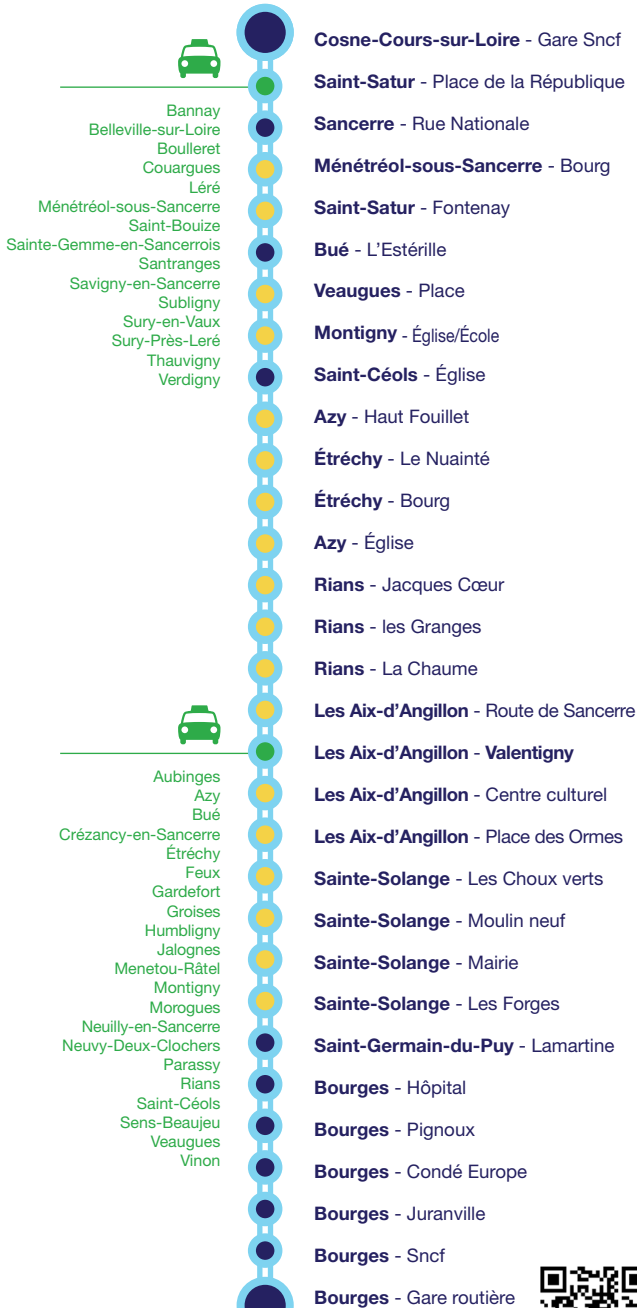 Cosne-Cours-sur-Loire - Gare Sncf
Saint-Satur - Place de la République
Bannay
Belleville-sur-Loire
Boulleret
Couargues
Léré
Ménétréol-sous-Sancerre
Saint-Bouize
Sainte-Gemme-en-Sancerrois
Santranges
Savigny-en-Sancerre
Subligny
Sury-en-Vaux
Sury-Près-Leré
Thauvigny
Verdigny
Sancerre - Rue Nationale
Ménétréol-sous-Sancerre - Bourg
Saint-Satur - Fontenay
Bué - L'Estérille
Veaugues - Place
Montigny - Église/École
Saint-Céols - Église
Azy - Haut Fouillet
Étréchy - Le Nuainté
Étréchy - Bourg
Azy - Église
Rians - Jacques Cœur
Rians - les Granges
Rians - La Chaume
Les Aix-d'Angillon - Route de Sancerre
Les Aix-d'Angillon - Valentigny
Aubinges
Azy
Bué
Crézancy-en-Sancerre
Étréchy
Feux
Gardefort
Groises
Humbligny
Jalognes
Menetou-Râtel
Montigny
Morogues
Neuilly-en-Sancerre
Neuvy-Deux-Clochers
Parassy
Rians
Saint-Céols
Sens-Beaujeu
Veaugues
Vinon
Les Aix-d'Angillon - Centre culturel
Les Aix-d'Angillon - Place des Ormes
Sainte-Solange - Les Choux verts
Sainte-Solange - Moulin neuf
Sainte-Solange - Mairie
Sainte-Solange - Les Forges
Saint-Germain-du-Puy - Lamartine
Bourges - Hôpital
Bourges - Pignoux
Bourges - Condé Europe
Bourges - Juranville
Bourges - Sncf
Bourges - Gare routière